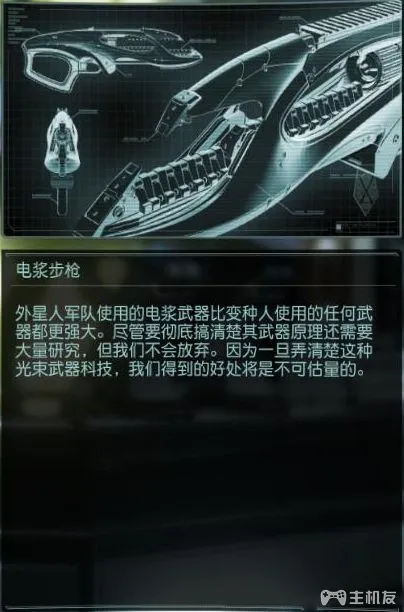 电浆步枪
外星人军队使用的电浆武器比变种人使用的任何武
器都更强大。尽管要彻底搞清楚其武器原理还需要
大量研究，但我们不会放弃。因为一旦弄清楚这种
光束武器科技，我们得到的好处将是不可估量的。
主机友